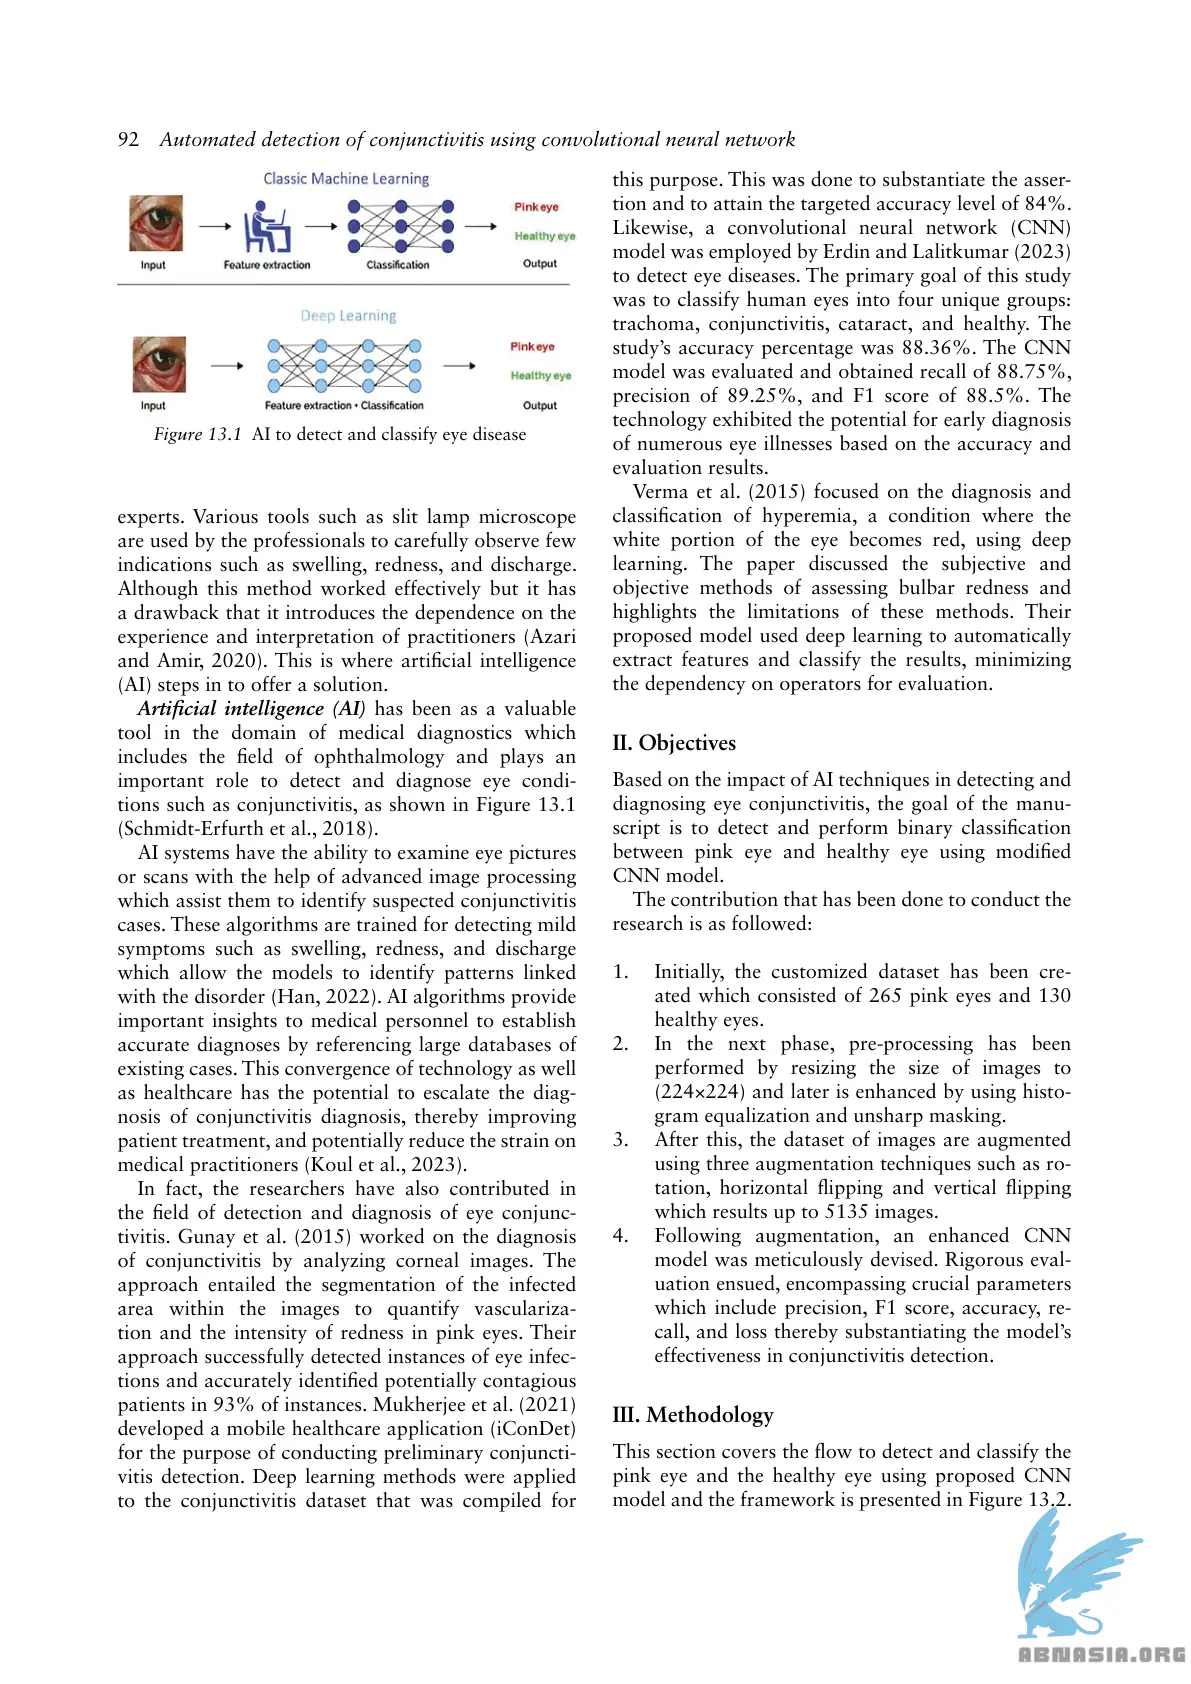 92 Automated detection of conjunctivitis using convolutional neural network
Classic Machine Learning
Pink eye
Healthy eye
Input
Feature extraction
Classification
Output
Deep Learning
Pink eye
Healthy eye
Input
Feature extraction • Classification
Output
Figure 13.1 AI to detect and classify eye disease
experts. Various tools such as slit lamp microscope
are used by the professionals to carefully observe few
indications such as swelling, redness, and discharge.
Although this method worked effectively but it has
a drawback that it introduces the dependence on the
experience and interpretation of practitioners (Azari
and Amir, 2020). This is where artificial intelligence
(AI) steps in to offer a solution.
Artificial intelligence (AI) has been as a valuable
tool in the domain of medical diagnostics which
includes the field of ophthalmology and plays an
important role to detect and diagnose eye condi-
tions such as conjunctivitis, as shown in Figure 13.1
(Schmidt-Erfurth et al., 2018).
AI systems have the ability to examine eye pictures
or scans with the help of advanced image processing
which assist them to identify suspected conjunctivitis
cases. These algorithms are trained for detecting mild
symptoms such as swelling, redness, and discharge
which allow the models to identify patterns linked
with the disorder (Han, 2022). AI algorithms provide
important insights to medical personnel to establish
accurate diagnoses by referencing large databases of
existing cases. This convergence of technology as well
as healthcare has the potential to escalate the diag-
nosis of conjunctivitis diagnosis, thereby improving
patient treatment, and potentially reduce the strain on
medical practitioners (Koul et al., 2023).
In fact, the researchers have also contributed in
the field of detection and diagnosis of eye conjunc-
tivitis. Gunay et al. (2015) worked on the diagnosis
of conjunctivitis by analyzing corneal images. The
approach entailed the segmentation of the infected
area within the images to quantify vasculariza-
tion and the intensity of redness in pink eyes. Their
approach successfully detected instances of eye infec-
tions and accurately identified potentially contagious
patients in 93% of instances. Mukherjee et al. (2021)
developed a mobile healthcare application (iConDet)
for the purpose of conducting preliminary conjuncti-
vitis detection. Deep learning methods were applied
to the conjunctivitis dataset that was compiled for
this purpose. This was done to substantiate the asser-
tion and to attain the targeted accuracy level of 84%.
Likewise, a convolutional neural network (CNN)
model was employed by Erdin and Lalitkumar (2023)
to detect eye diseases. The primary goal of this study
was to classify human eyes into four unique groups:
trachoma, conjunctivitis, cataract, and healthy. The
study's accuracy percentage was 88.36%. The CNN
model was evaluated and obtained recall of 88.75%,
precision of 89.25%, and F1 score of 88.5%. The
technology exhibited the potential for early diagnosis
of numerous eye illnesses based on the accuracy and
evaluation results.
Verma et al. (2015) focused on the diagnosis and
classification of hyperemia, a condition where the
white portion of the eye becomes red, using deep
learning. The paper discussed the subjective and
objective methods of assessing bulbar redness and
highlights the limitations of these methods. Their
proposed model used deep learning to automatically
extract features and classify the results, minimizing
the dependency on operators for evaluation.
II. Objectives
Based on the impact of AI techniques in detecting and
diagnosing eye conjunctivitis, the goal of the manu-
script is to detect and perform binary classification
between pink eye and healthy eye using modified
CNN model.
The contribution that has been done to conduct the
research is as followed:
1. Initially, the customized dataset has been cre-
ated which consisted of 265 pink eyes and 130
healthy eyes.
2. In the next phase, pre-processing has been
performed by resizing the size of images to
(224×224) and later is enhanced by using histo-
gram equalization and unsharp masking.
3. After this, the dataset of images are augmented
using three augmentation techniques such as ro-
tation, horizontal flipping and vertical flipping
which results up to 5135 images.
4. Following augmentation, an enhanced CNN
model was meticulously devised. Rigorous eval-
uation ensued, encompassing crucial parameters
which include precision, F1 score, accuracy, re-
call, and loss thereby substantiating the model's
effectiveness in conjunctivitis detection.
III. Methodology
This section covers the flow to detect and classify the
pink eye and the healthy eye using proposed CNN
model and the framework is presented in Figure 13.2.
ABNASIA.ORG